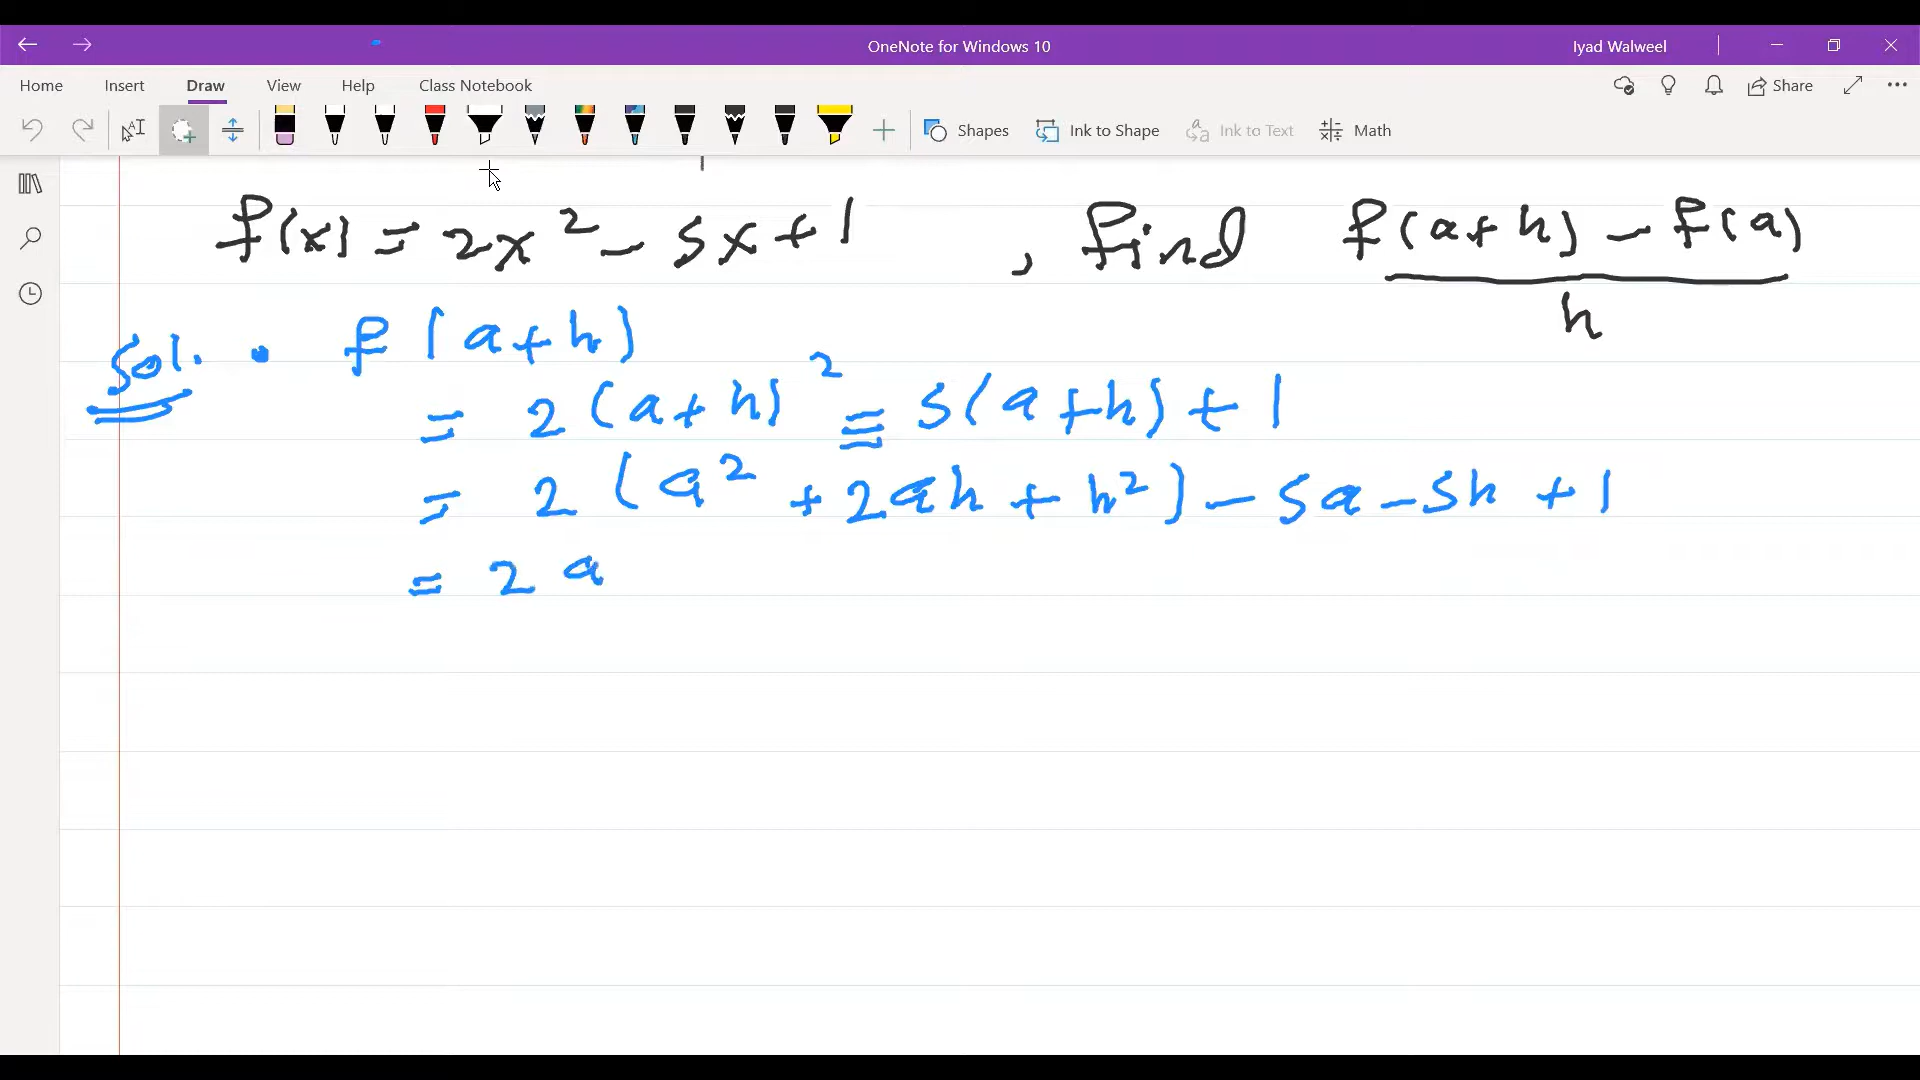 OneNote for Windows 10 Iyad Walweel
Home Insert Draw View Help Class Notebook Share
Shapes Ink to Shape Ink to Text Math
f(x) = 2x² - 5x + 1 , find f(a+h) - f(a)
h
Sol. • f(a+h)
= 2(a+h)² - 5(a+h) + 1
= 2(a² + 2ah + h²) - 5a - 5h + 1
= 2a